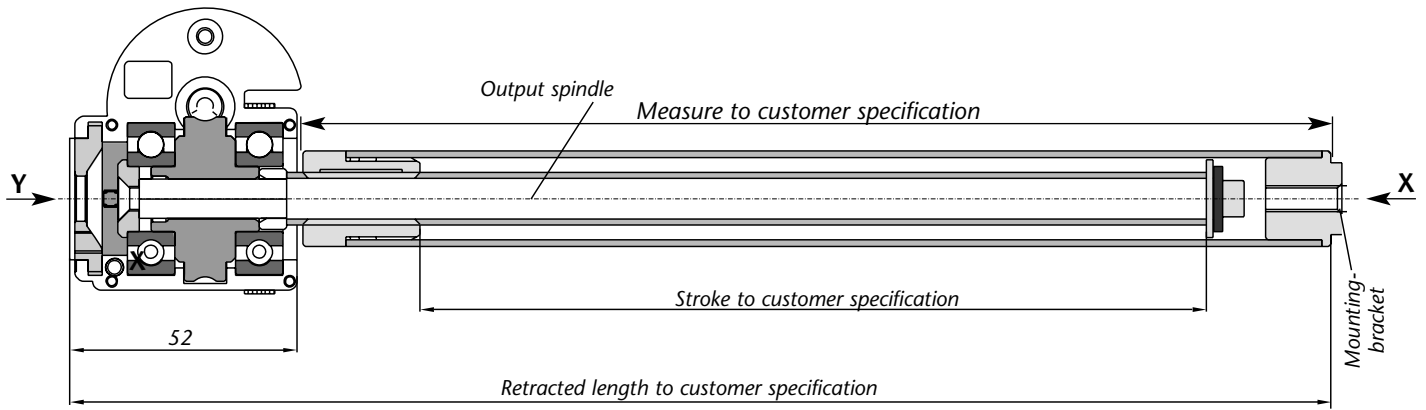 Output spindle
Measure to customer specification
Y
X
X
Stroke to customer specification
Mounting-
bracket
52
Retracted length to customer specification